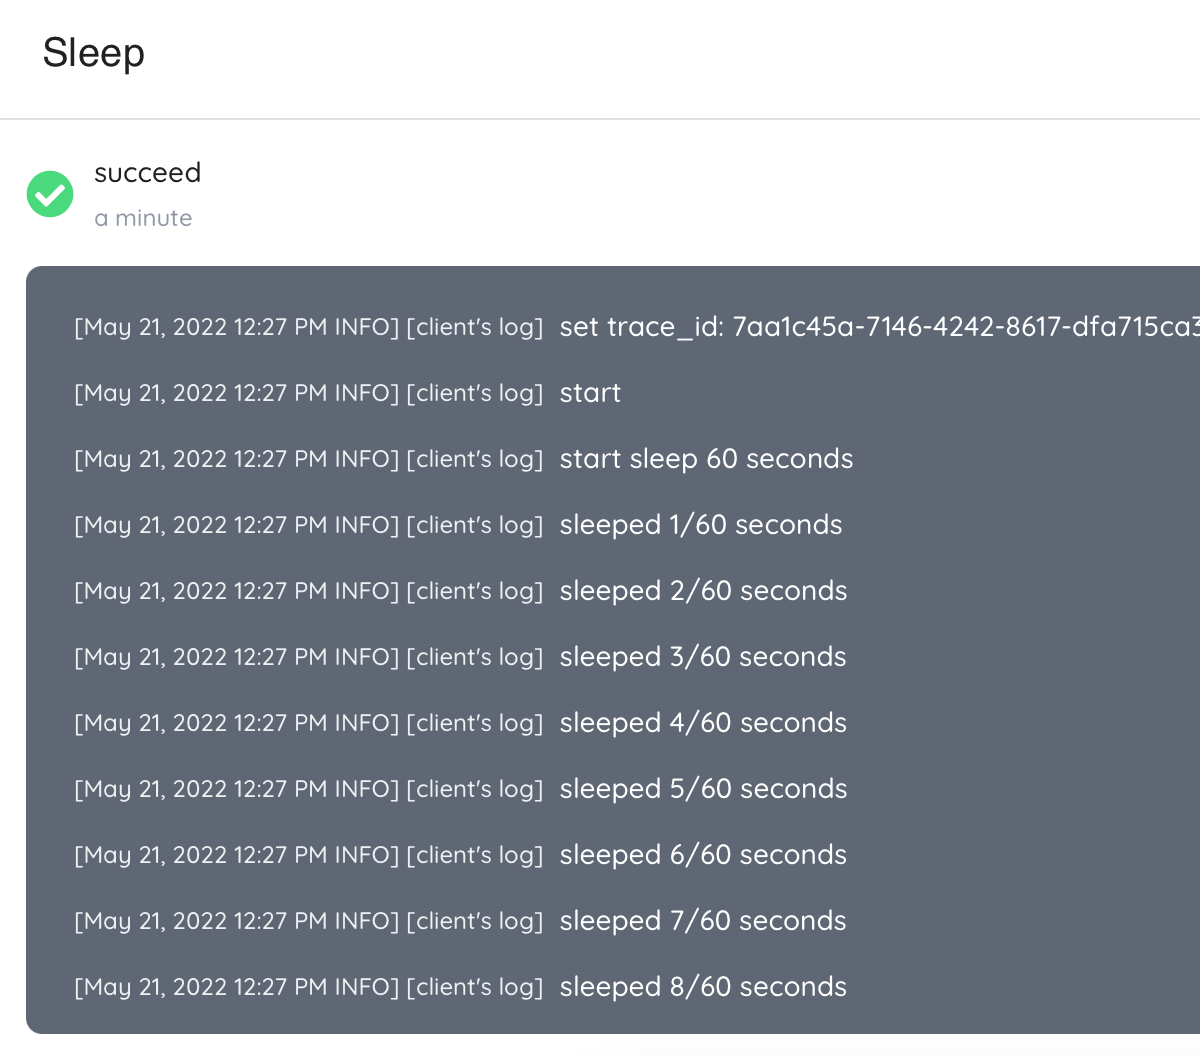 Sleep
succeed
a minute
[May 21, 2022 12:27 PM INFO] [client's log] set trace_id: 7aa1c45a-7146-4242-8617-dfa715ca3
[May 21, 2022 12:27 PM INFO] [client's log] start
[May 21, 2022 12:27 PM INFO] [client's log] start sleep 60 seconds
[May 21, 2022 12:27 PM INFO] [client's log] sleeped 1/60 seconds
[May 21, 2022 12:27 PM INFO] [client's log] sleeped 2/60 seconds
[May 21, 2022 12:27 PM INFO] [client's log] sleeped 3/60 seconds
[May 21, 2022 12:27 PM INFO] [client's log] sleeped 4/60 seconds
[May 21, 2022 12:27 PM INFO] [client's log] sleeped 5/60 seconds
[May 21, 2022 12:27 PM INFO] [client's log] sleeped 6/60 seconds
[May 21, 2022 12:27 PM INFO] [client's log] sleeped 7/60 seconds
[May 21, 2022 12:27 PM INFO] [client's log] sleeped 8/60 seconds